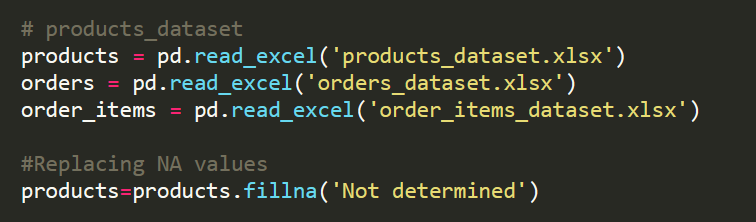 # products_dataset
products = pd.read_excel('products_dataset.xlsx')
orders = pd.read_excel('orders_dataset.xlsx')
order_items = pd.read_excel('order_items_dataset.xlsx')
#Replacing NA values
products=products.fillna('Not determined')